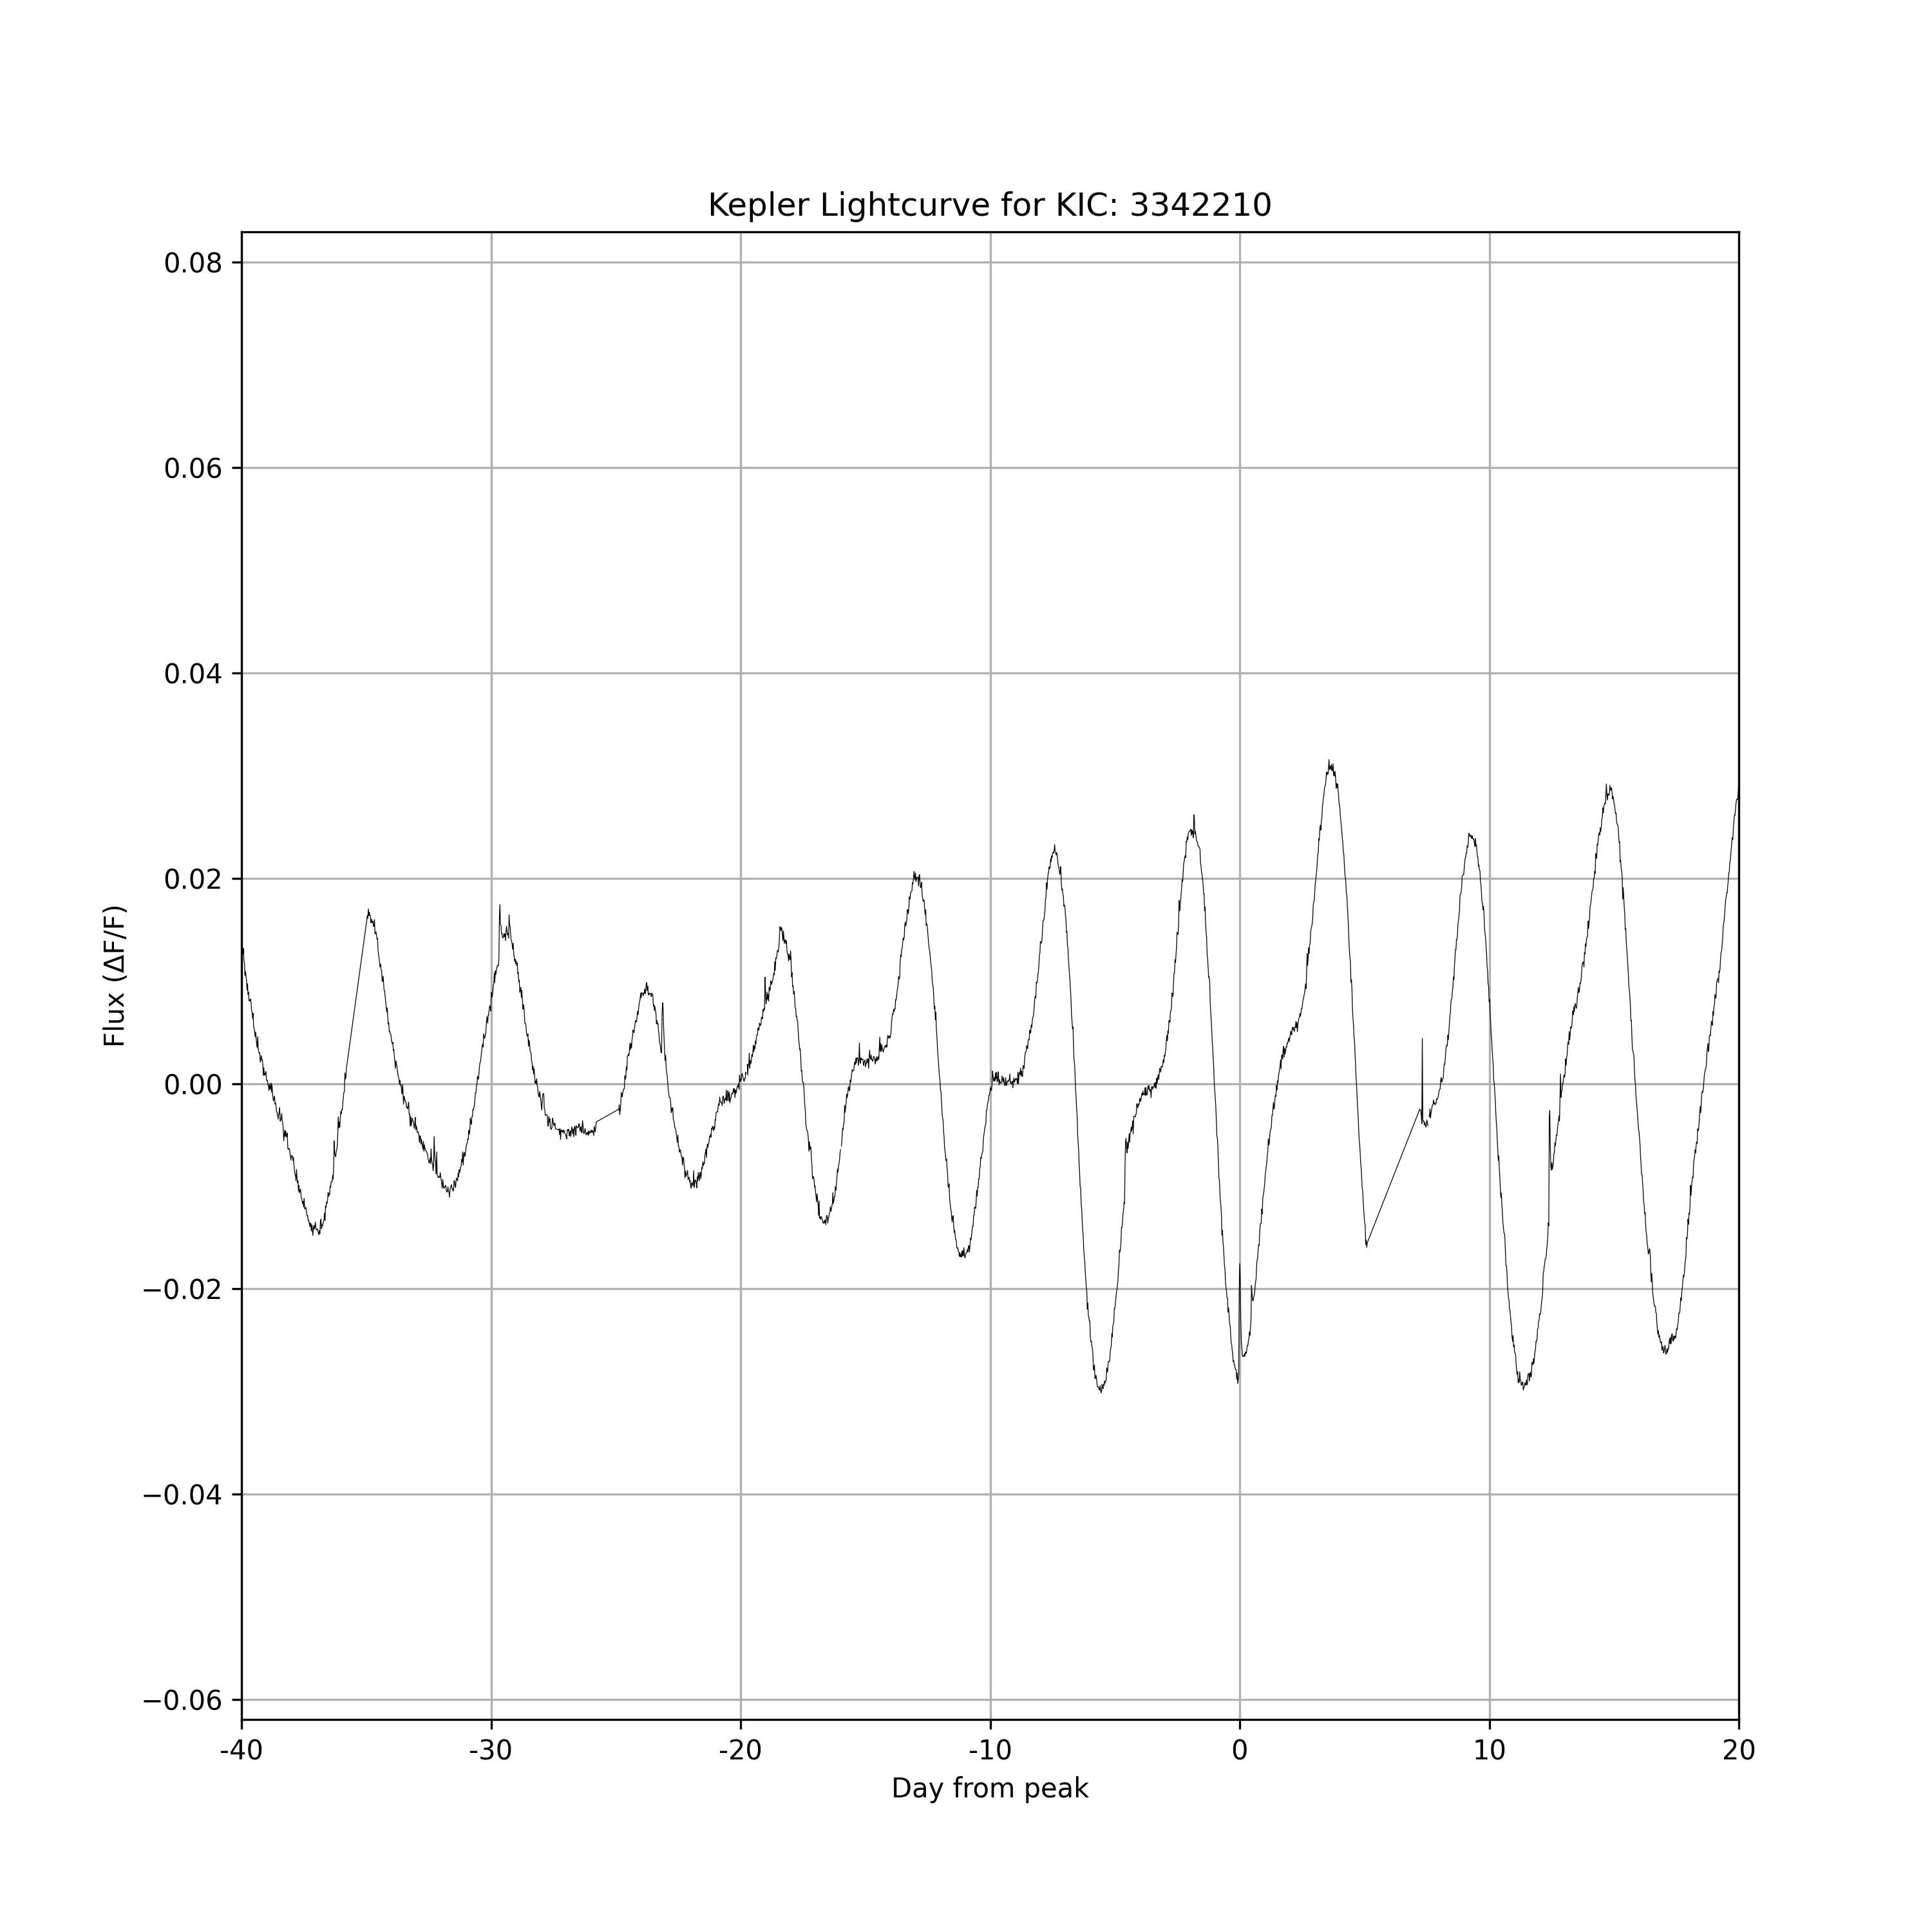 Kepler Lightcurve for KIC: 3342210
0.08
0.06
0.04
0.02
0.00
−0.02
−0.04
−0.06
Flux (ΔF/F)
-40 -30 -20 -10 0 10 20
Day from peak